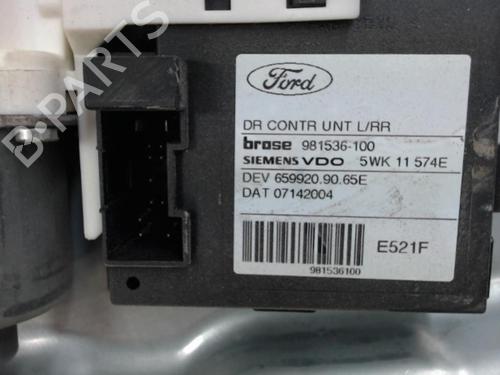 B-PARTS
Ford
DR CONTR UNT L/RR
brose 981536-100
SIEMENS VDO 5WK 11 574E
DEV 659920.90.65E
DAT 07142004
E521F
981536100